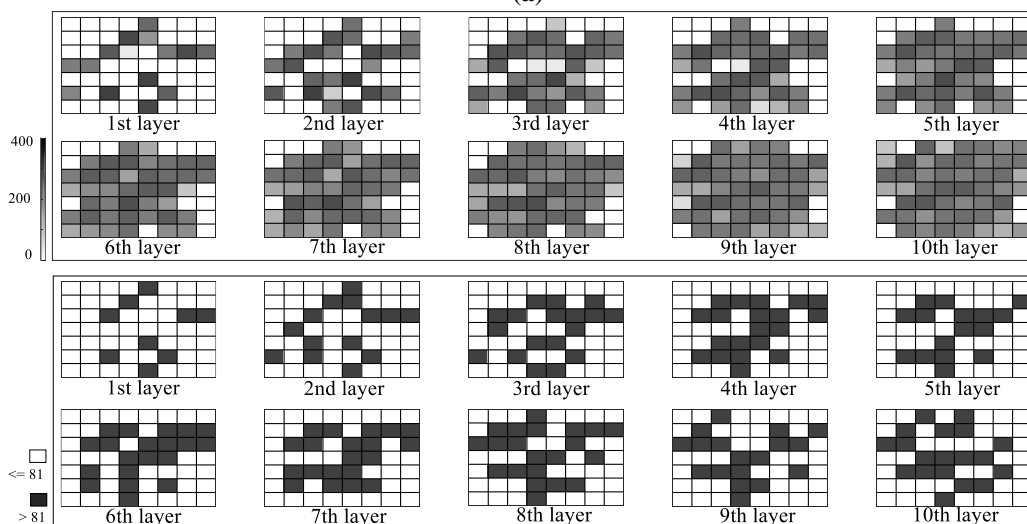 (a)
1st layer 2nd layer 3rd layer 4th layer 5th layer
400
200
0
6th layer 7th layer 8th layer 9th layer 10th layer
1st layer 2nd layer 3rd layer 4th layer 5th layer
<= 81
> 81
6th layer 7th layer 8th layer 9th layer 10th layer